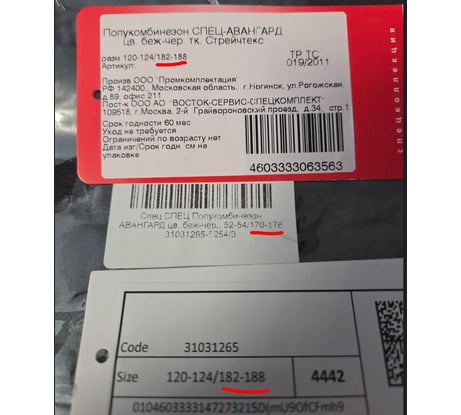 Полукомбинезон СПЕЦ-АВАНГАРД
цв. беж-чер. тк. Стрейчтекс
разм.120-124/182-188
Артикул:
ТР ТС
019/2011
Произв ООО "Промкомплектация"
РФ 142400,, Московская область, г.Ногинск, ул.Рогожская,
д.89, офис 211
Пост-к ООО АО "ВОСТОК-СЕРВИС-СПЕЦКОМПЛЕКТ"
109518, г.Москва, 2-й Грайвороновский проезд, д.34, стр.1
Срок годности 60 мес
Уход не требуется
Ограничений по возрасту нет
Дата изг/Срок годн. см на
упаковке
4603333063563
спецколлекция
Спец СПЕЦ Полукомбинезон
АВАНГАРД цв. беж-чер., 52-54/170-176
31031265-5254/3
Code 31031265
Size 120-124/182-188 4442